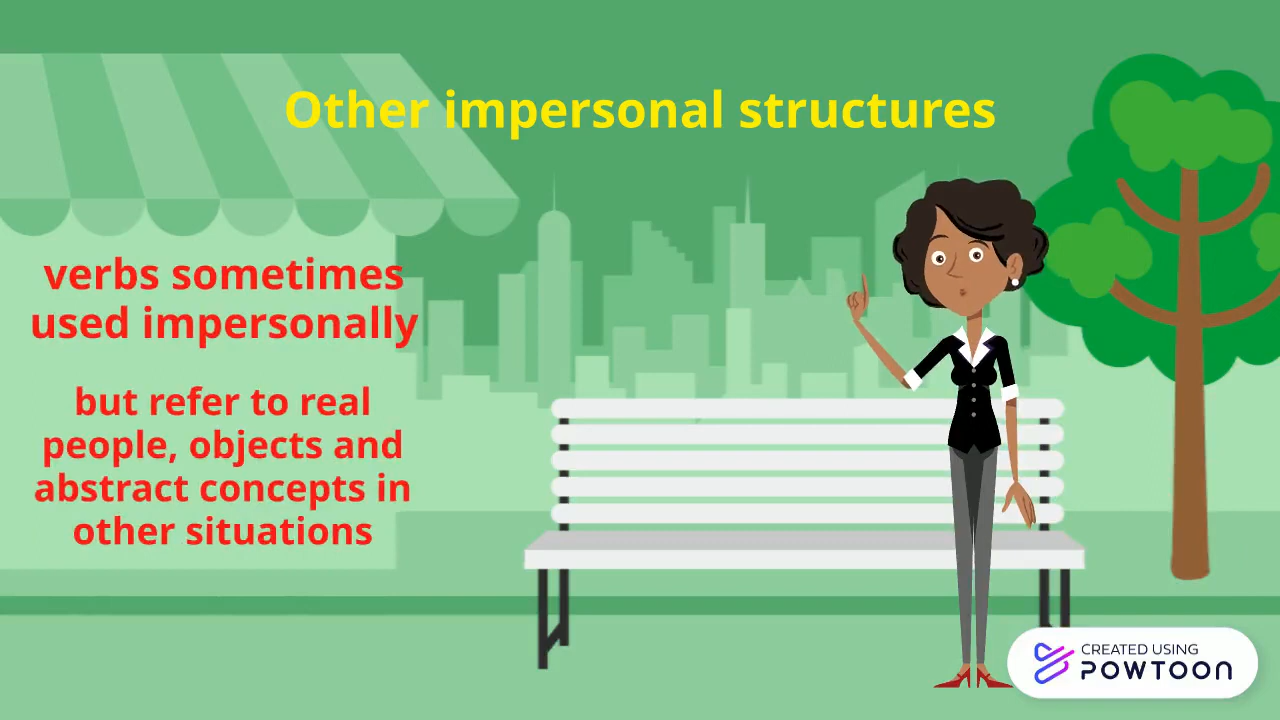 Other impersonal structures
verbs sometimes
used impersonally
but refer to real
people, objects and
abstract concepts in
other situations
CREATED USING
POWTOON